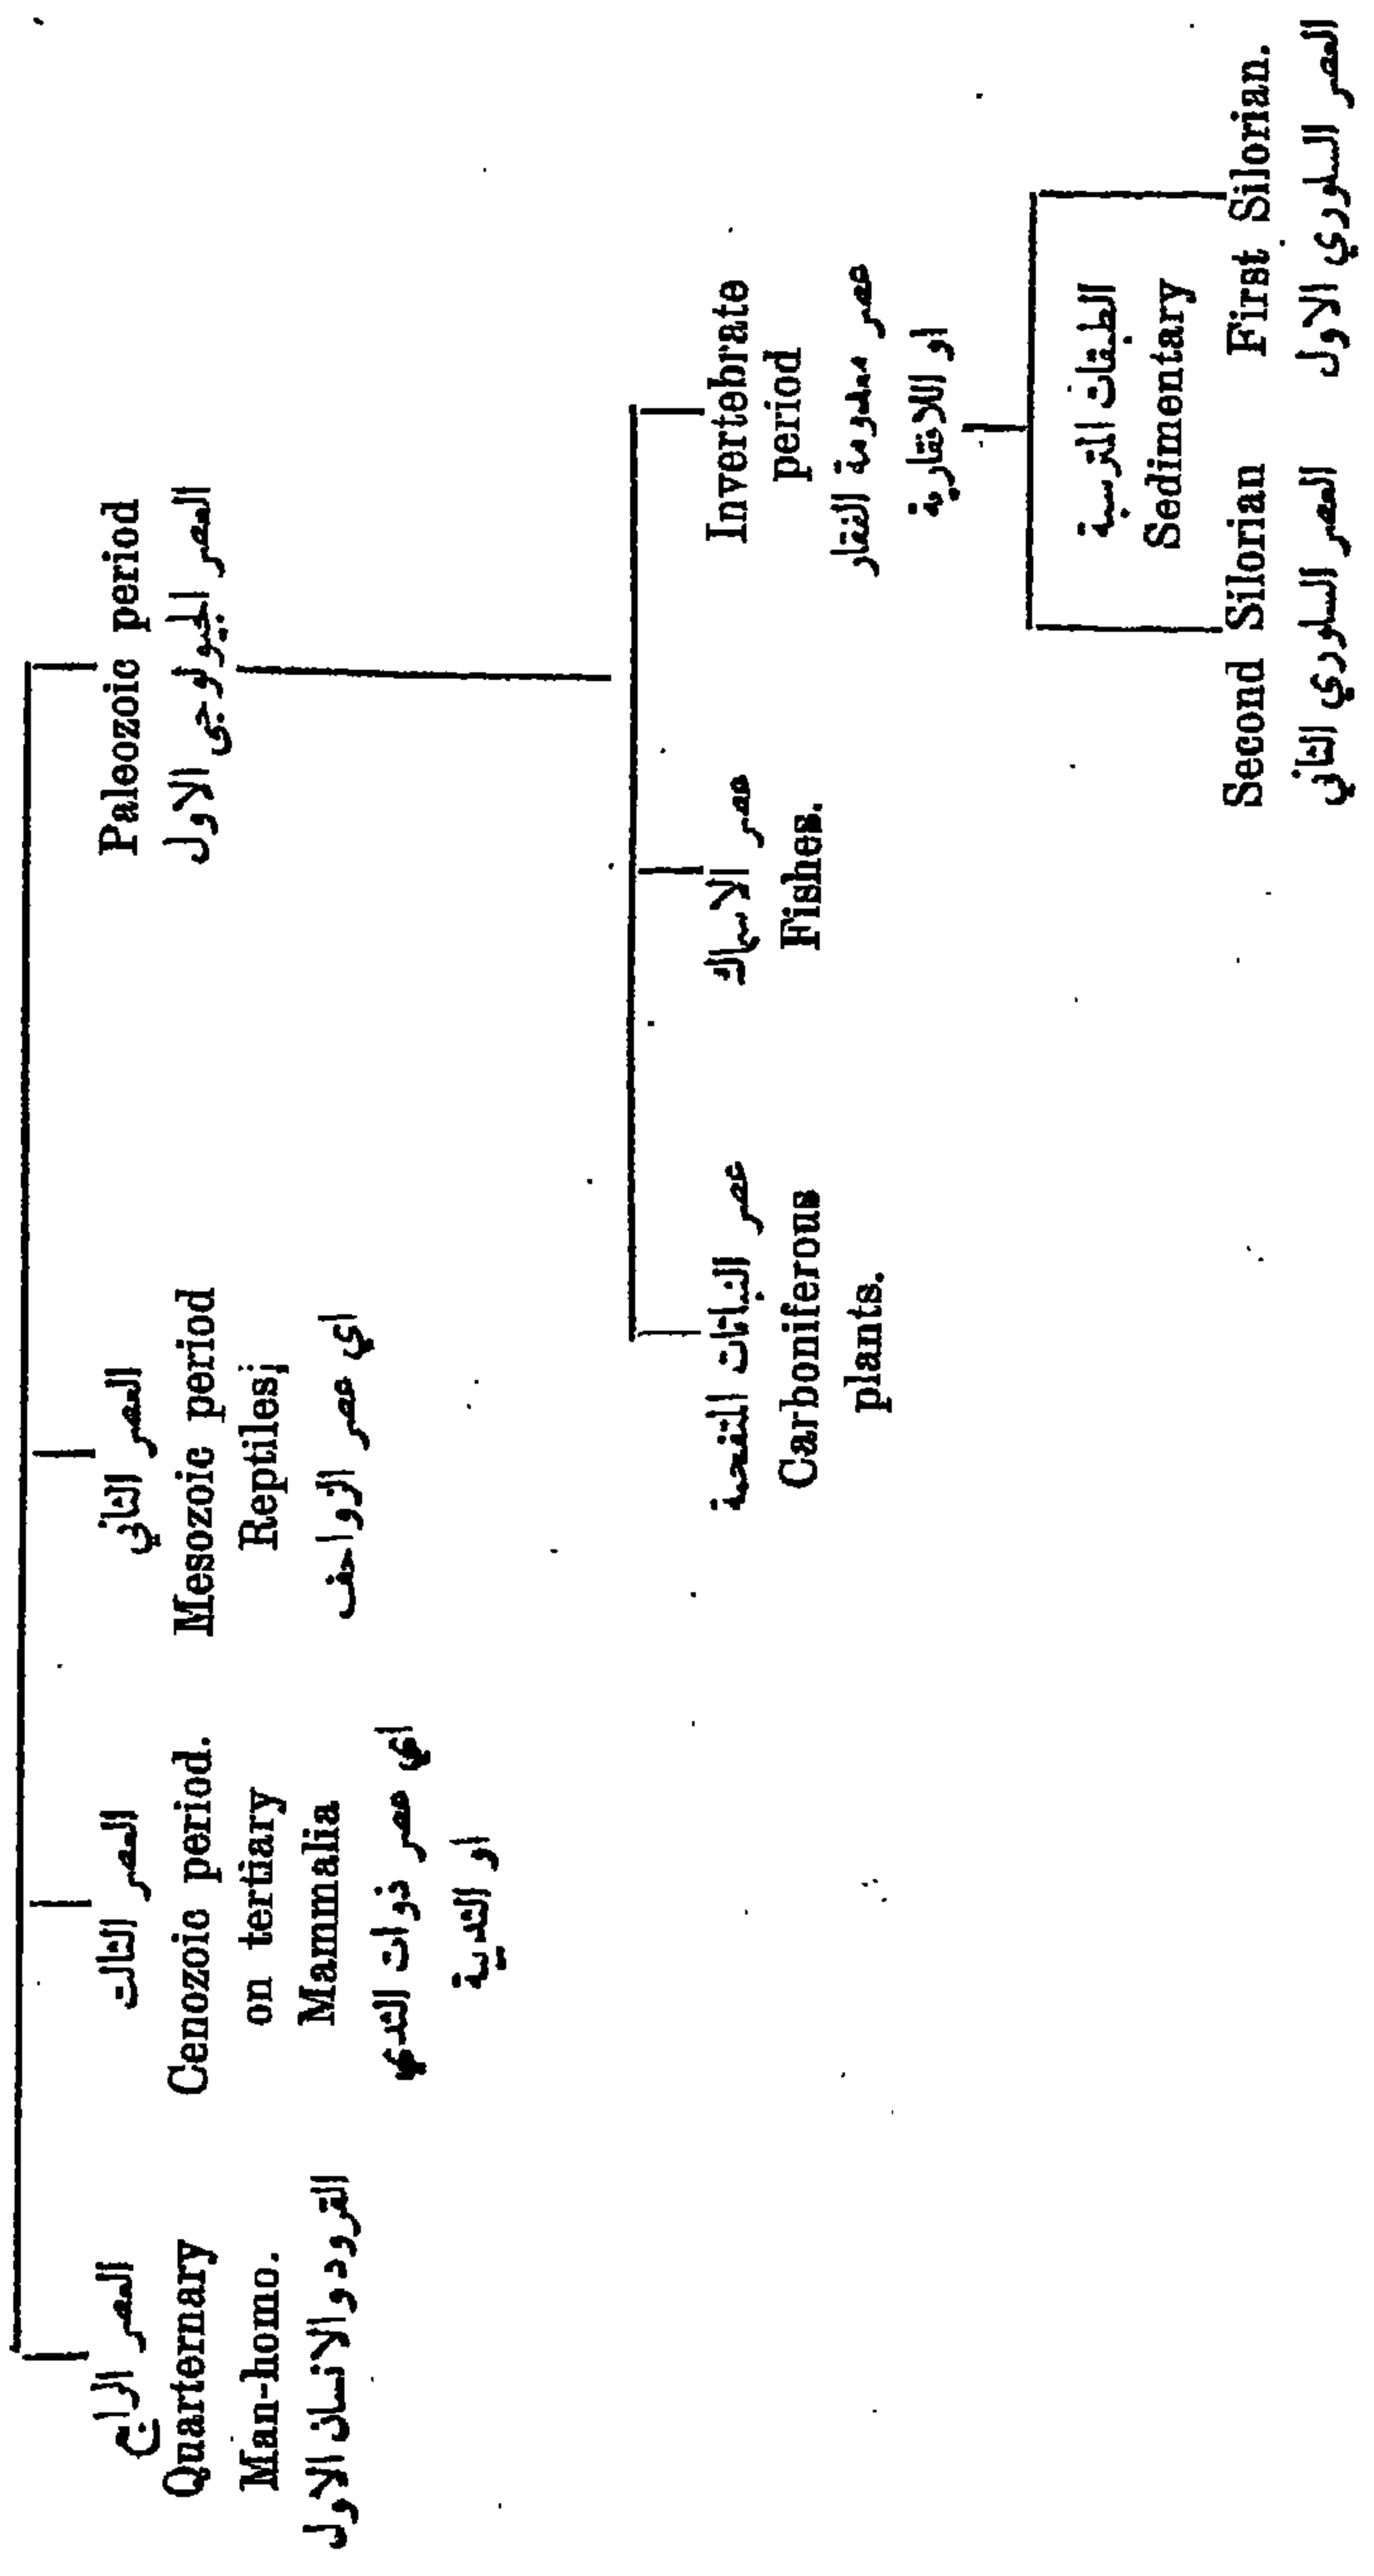 Paleozoic period
العصر الجيولوجي الاول
العصر الثاني
Mesozoic period
Reptiles;
اي عصر الزواحف
العصر الثالث
Cenozoic period.
on tertiary
Mammalia
اي عصر ذوات الثدي
او الثدية
العصر الرابع
Quarternary
Man-homo.
القرود والانسان الاول
Invertebrate
period
عصر معدومة الفقار
او اللافقارية
عصر الاسماك
Fishes.
عصر النباتات المتفحمة
Carboniferous
plants.
الطبقات المترسبة
Sedimentary
First Silorian.
العصر السلوري الاول
Second Silorian
العصر السلوري الثاني